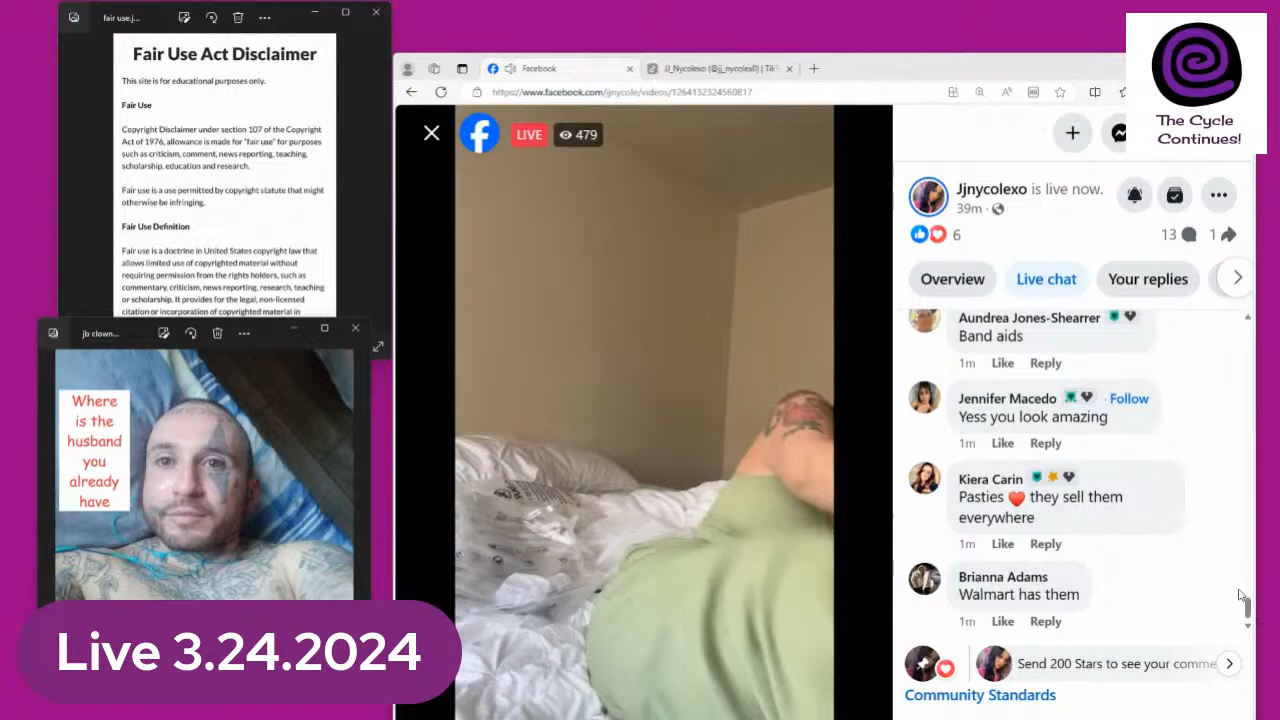 fair use.j...
Fair Use Act Disclaimer
This site is for educational purposes only.
Fair Use
Copyright Disclaimer under section 107 of the Copyright
Act of 1976, allowance is made for "fair use" for purposes
such as criticism, comment, news reporting, teaching,
scholarship, education and research.
Fair use is a use permitted by copyright statute that might
otherwise be infringing.
Fair Use Definition
Fair use is a doctrine in United States copyright law that
allows limited use of copyrighted material without
requiring permission from the rights holders, such as
commentary, criticism, news reporting, research, teaching
or scholarship. It provides for the legal, non-licensed
citation or incorporation of copyrighted material in
jb clown...
Where
is the
husband
you
already
have
Live 3.24.2024
Facebook
JJ_Nycolexo (@jj_nycolex0) | TikT
https://www.facebook.com/jjnycole/videos/1264132324560817
LIVE
479
The Cycle
Continues!
Jjnycolexo is live now.
39m
6
13
1
Overview
Live chat
Your replies
Aundrea Jones-Shearrer
Band aids
1m Like Reply
Jennifer Macedo · Follow
Yess you look amazing
1m Like Reply
Kiera Carin
Pasties ❤️ they sell them
everywhere
1m Like Reply
Brianna Adams
Walmart has them
1m Like Reply
Send 200 Stars to see your comme
Community Standards